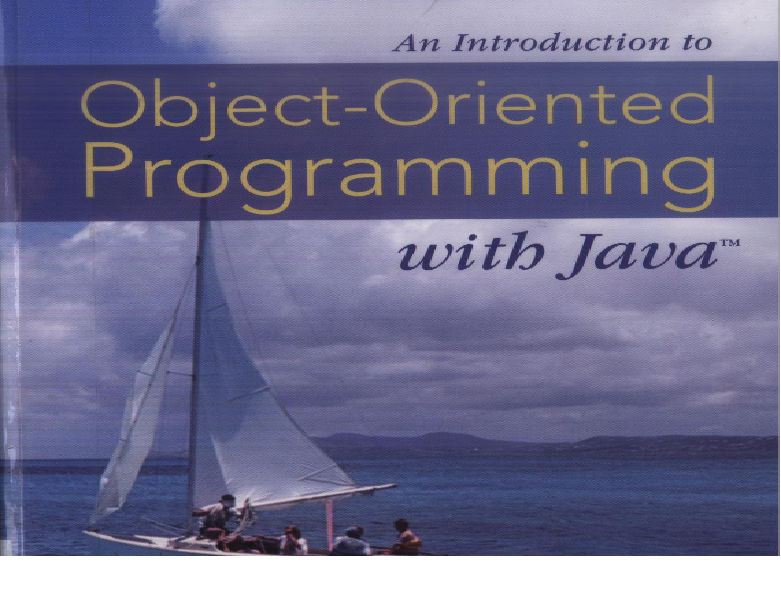 An Introduction to
Object-Oriented
Programming
with Java™